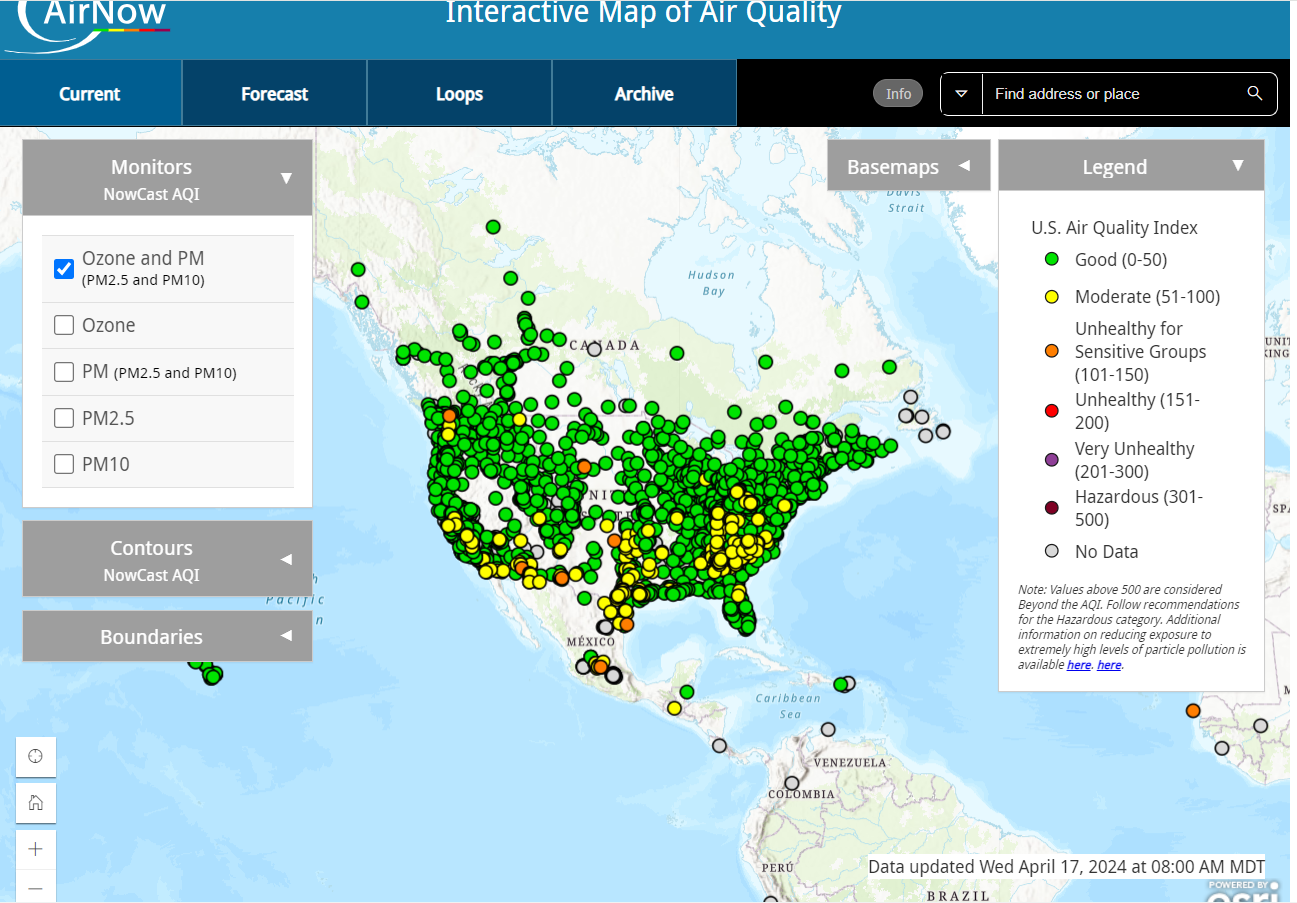 AirNow
Interactive Map of Air Quality
Current
Forecast
Loops
Archive
Info
Find address or place
Monitors
NowCast AQI
Ozone and PM
(PM2.5 and PM10)
Ozone
PM (PM2.5 and PM10)
PM2.5
PM10
Contours
NowCast AQI
Boundaries
Basemaps
Legend
U.S. Air Quality Index
Good (0-50)
Moderate (51-100)
Unhealthy for
Sensitive Groups
(101-150)
Unhealthy (151-
200)
Very Unhealthy
(201-300)
Hazardous (301-
500)
No Data
Note: Values above 500 are considered
Beyond the AQI. Follow recommendations
for the Hazardous category. Additional
information on reducing exposure to
extremely high levels of particle pollution is
available here. here.
Davis
Strait
Hudson
Bay
CANADA
Pacific
MÉXICO
Caribbean
Sea
VENEZUELA
COLOMBIA
PERÚ
BRAZIL
Data updated Wed April 17, 2024 at 08:00 AM MDT
POWERED BY
esri